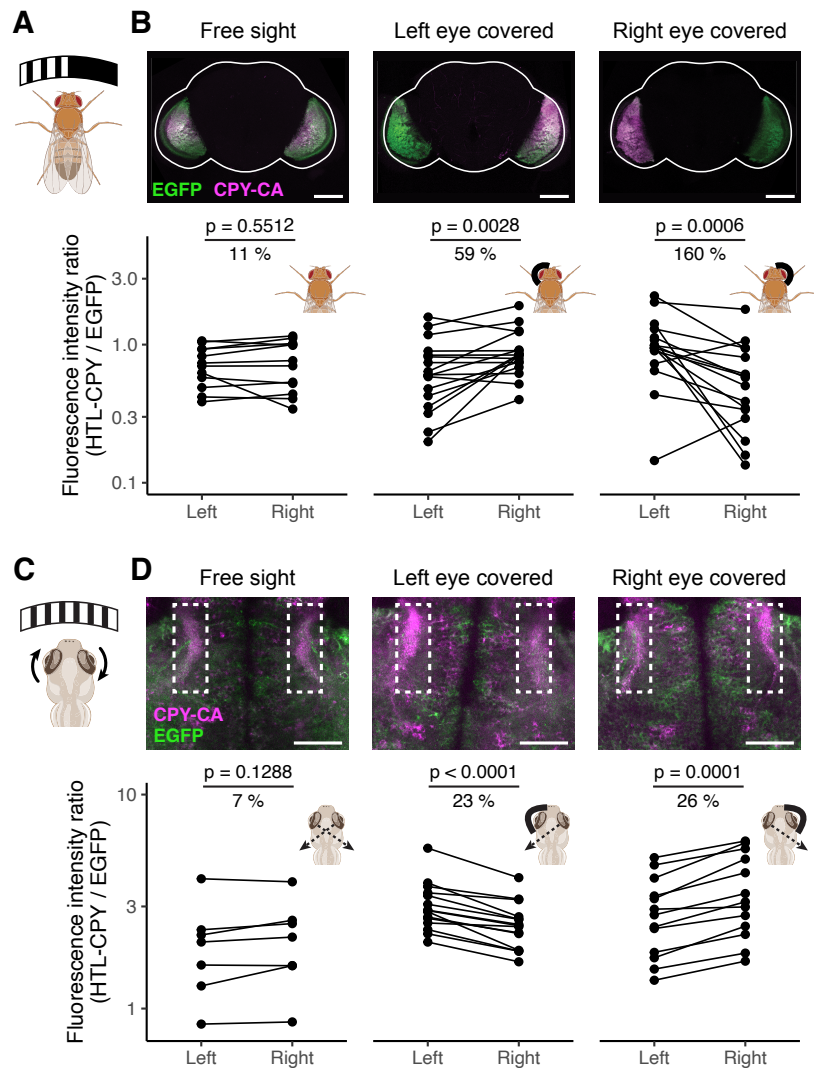 A
B
Free sight
Left eye covered
Right eye covered
EGFP CPY-CA
p = 0.5512
11 %
p = 0.0028
59 %
p = 0.0006
160 %
Fluorescence intensity ratio
(HTL-CPY / EGFP)
3.0
1.0
0.3
0.1
Left
Right
Left
Right
Left
Right
C
D
Free sight
Left eye covered
Right eye covered
CPY-CA
EGFP
p = 0.1288
7 %
p < 0.0001
23 %
p = 0.0001
26 %
Fluorescence intensity ratio
(HTL-CPY / EGFP)
10
3
1
Left
Right
Left
Right
Left
Right